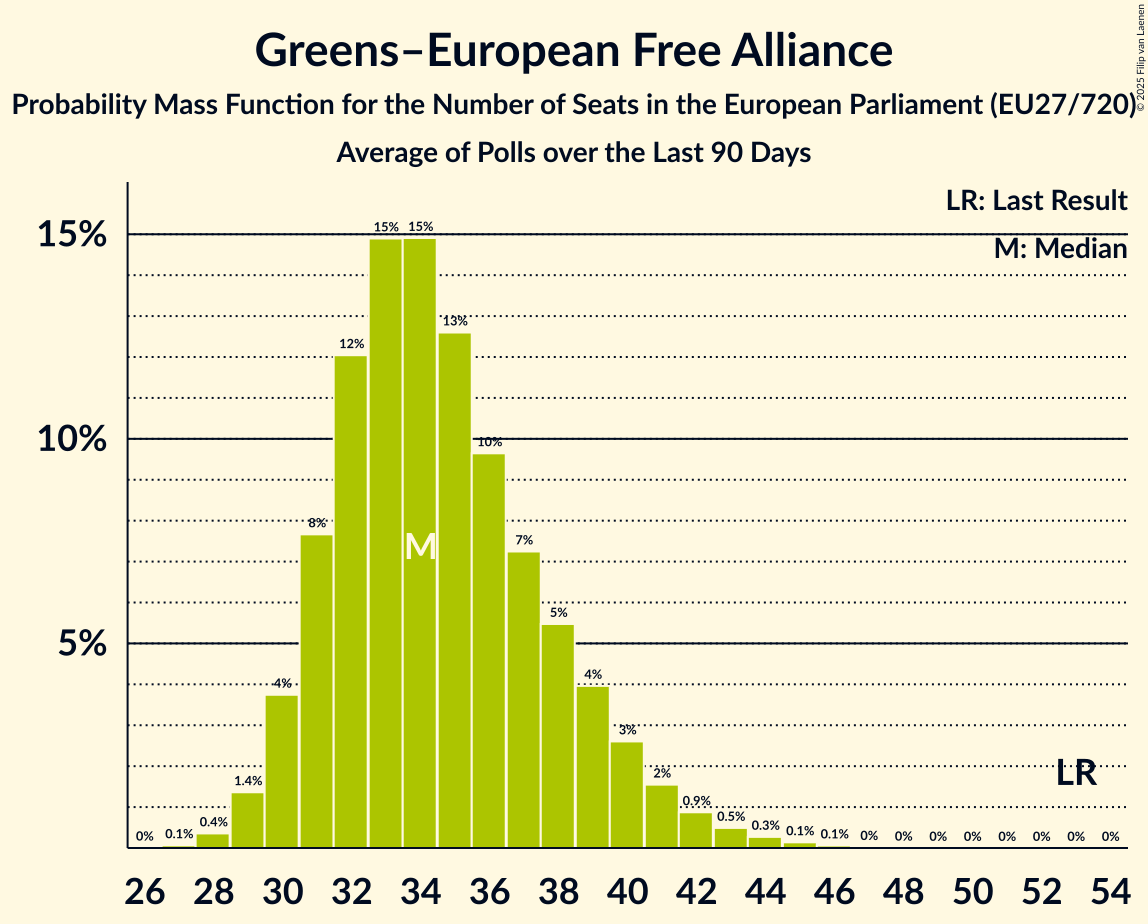 Greens–European Free Alliance
Probability Mass Function for the Number of Seats in the European Parliament (EU27/720)
Average of Polls over the Last 90 Days
© 2025 Filip van Laenen
LR: Last Result
M: Median
15%
10%
5%
0% 0.1% 0.4% 1.4% 4% 8% 12% 15% 15% 13% 10% 7% 5% 4% 3% 2% 0.9% 0.5% 0.3% 0.1% 0.1% 0% 0% 0% 0% 0% 0% 0% 0%
M
LR
26 28 30 32 34 36 38 40 42 44 46 48 50 52 54